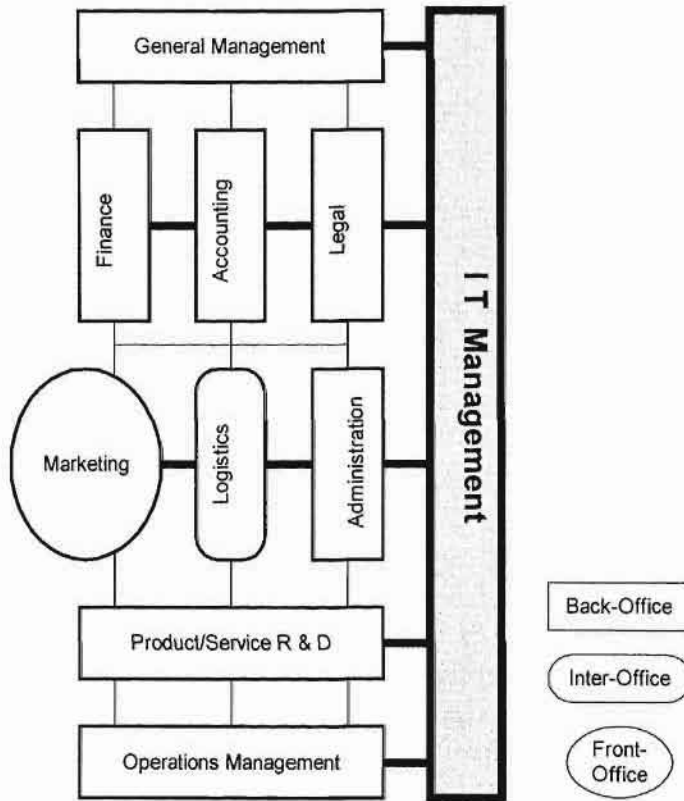 General Management
Finance
Accounting
Legal
IT Management
Marketing
Logistics
Administration
Product/Service R & D
Operations Management
Back-Office
Inter-Office
Front-
Office